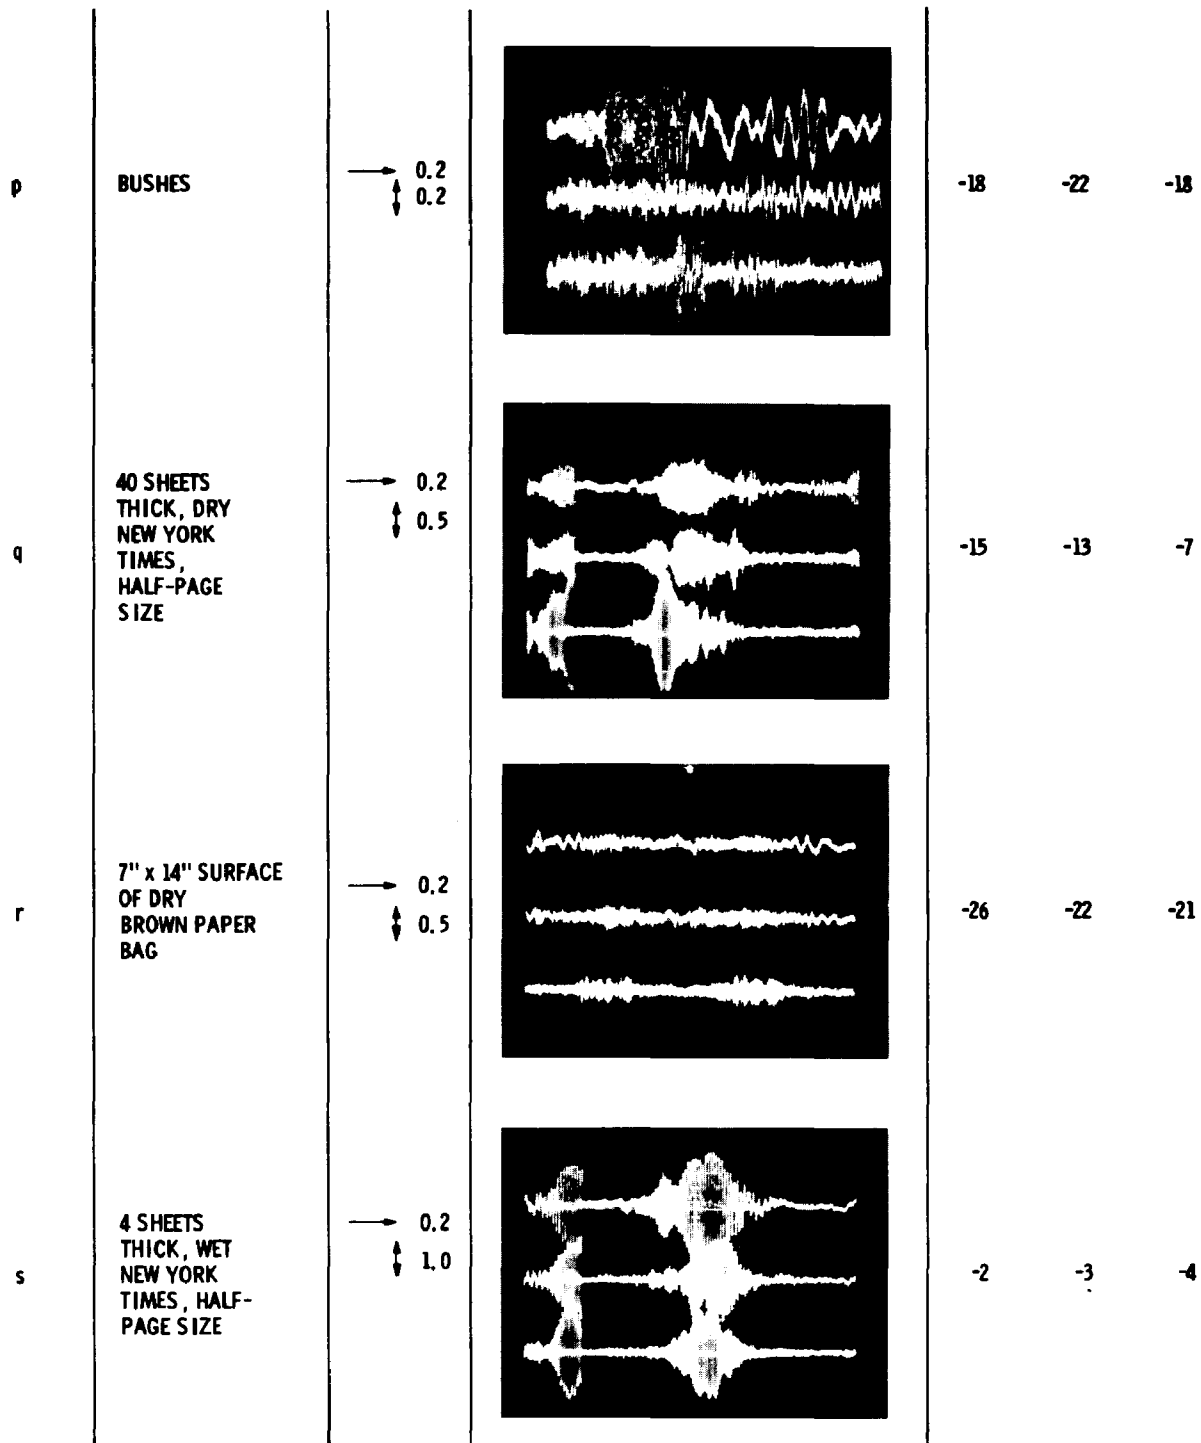 p
BUSHES
0.2
0.2
-18 -22 -18
q
40 SHEETS
THICK, DRY
NEW YORK
TIMES,
HALF-PAGE
SIZE
0.2
0.5
-15 -13 -7
r
7" x 14" SURFACE
OF DRY
BROWN PAPER
BAG
0.2
0.5
-26 -22 -21
s
4 SHEETS
THICK, WET
NEW YORK
TIMES, HALF-
PAGE SIZE
0.2
1.0
-2 -3 -4